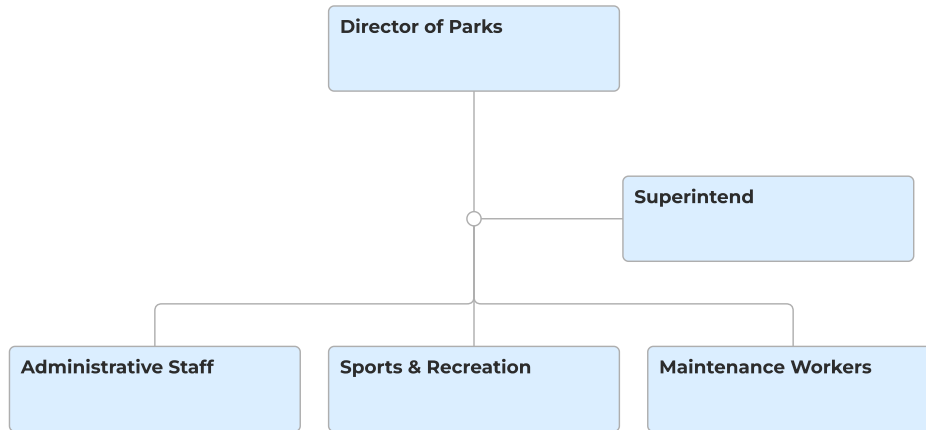 Director of Parks
Superintend
Administrative Staff
Sports & Recreation
Maintenance Workers